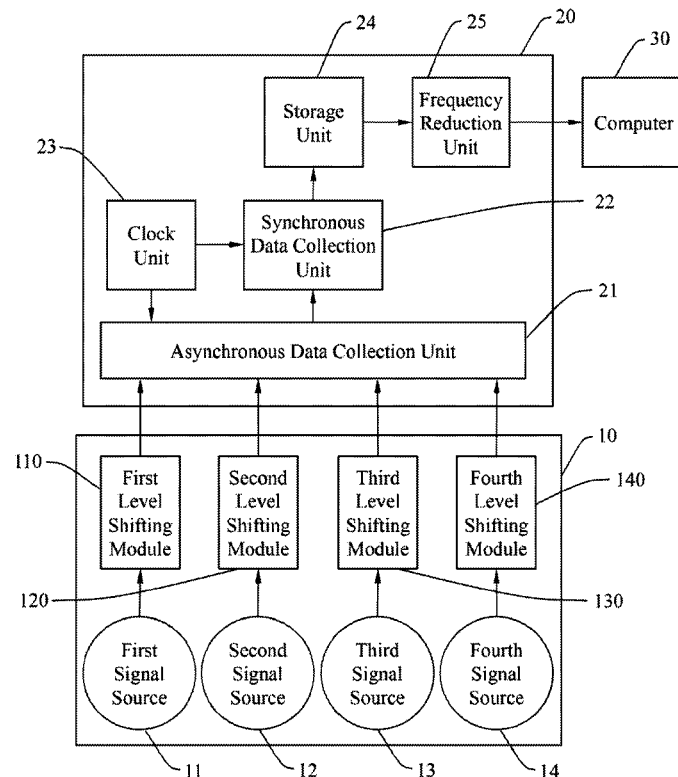 24
25
20
30
Storage
Unit
Frequency
Reduction
Unit
Computer
23
Clock
Unit
Synchronous
Data Collection
Unit
22
21
Asynchronous Data Collection Unit
10
110
First
Level
Shifting
Module
Second
Level
Shifting
Module
Third
Level
Shifting
Module
Fourth
Level
Shifting
Module
140
120
130
First
Signal
Source
Second
Signal
Source
Third
Signal
Source
Fourth
Signal
Source
11
12
13
14